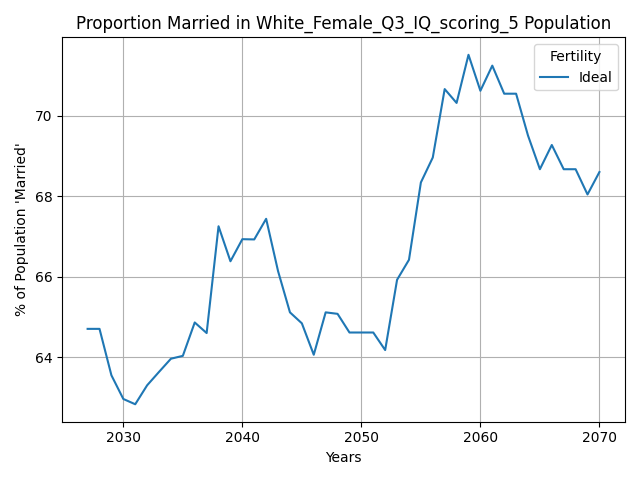 Proportion Married in White_Female_Q3_IQ_scoring_5 Population
Fertility
Ideal
% of Population 'Married'
70
68
66
64
2030 2040 2050 2060 2070
Years